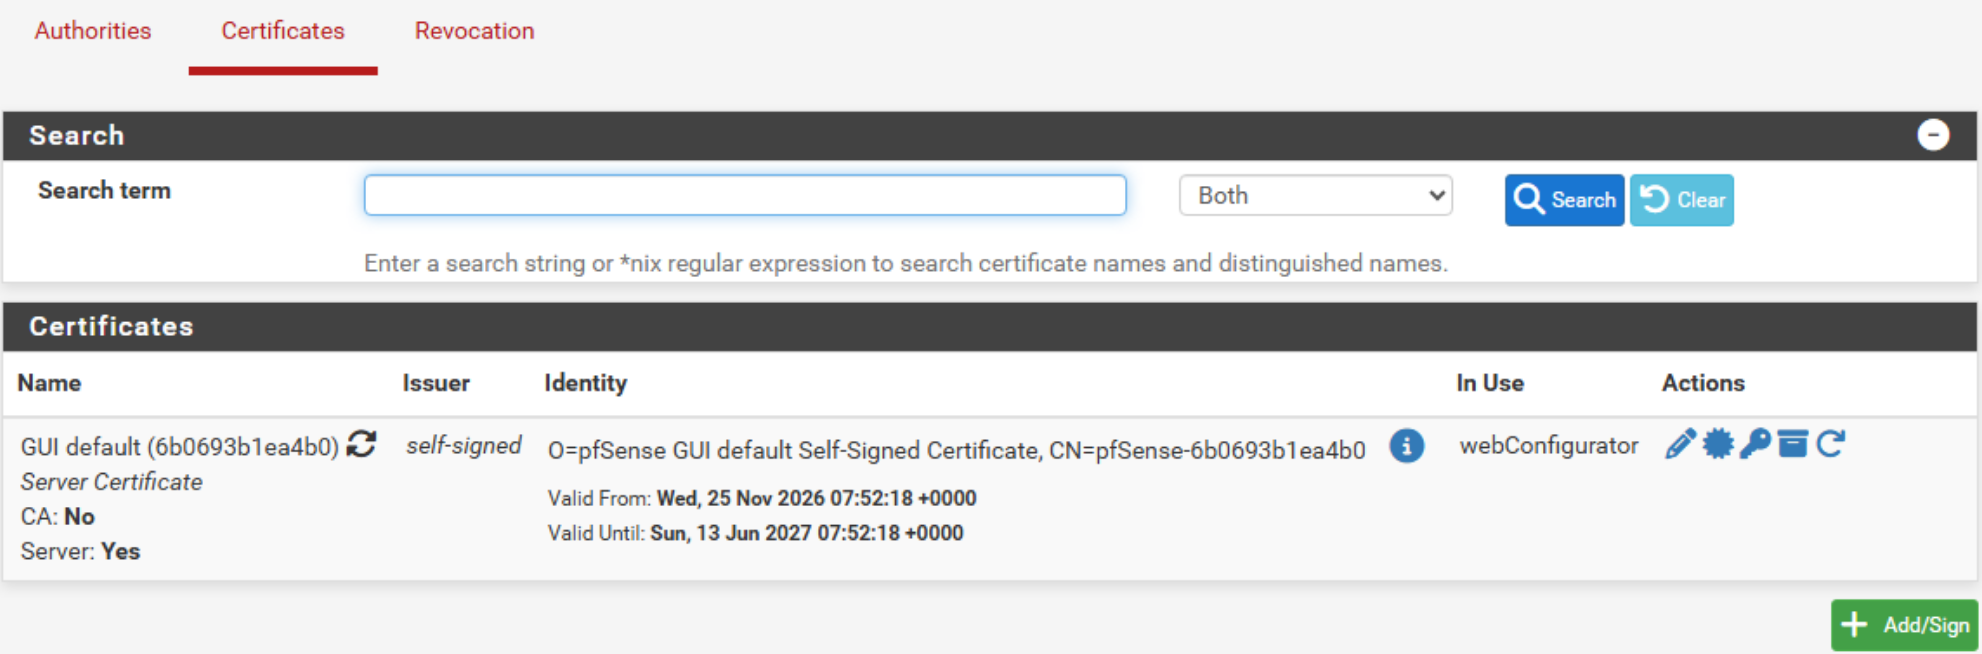 Authorities Certificates Revocation
Search
Search term Both Search Clear
Enter a search string or *nix regular expression to search certificate names and distinguished names.
Certificates
Name Issuer Identity In Use Actions
GUI default (6b0693b1ea4b0) self-signed O=pfSense GUI default Self-Signed Certificate, CN=pfSense-6b0693b1ea4b0 webConfigurator
Server Certificate
Valid From: Wed, 25 Nov 2026 07:52:18 +0000
CA: No
Valid Until: Sun, 13 Jun 2027 07:52:18 +0000
Server: Yes
Add/Sign